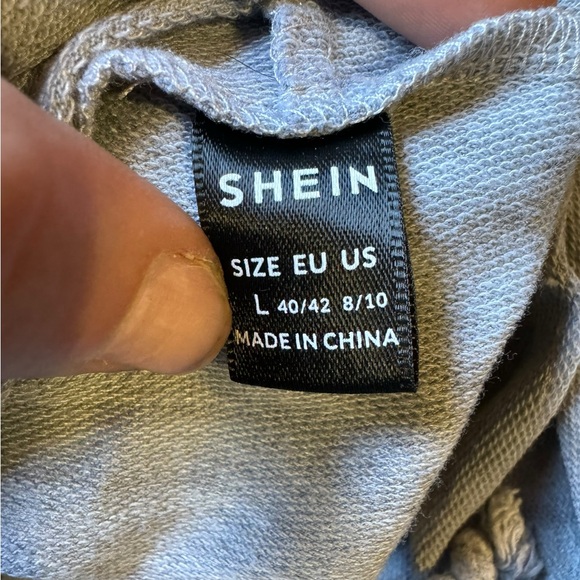 SHEIN
SIZE EU US
L 40/42 8/10
MADE IN CHINA